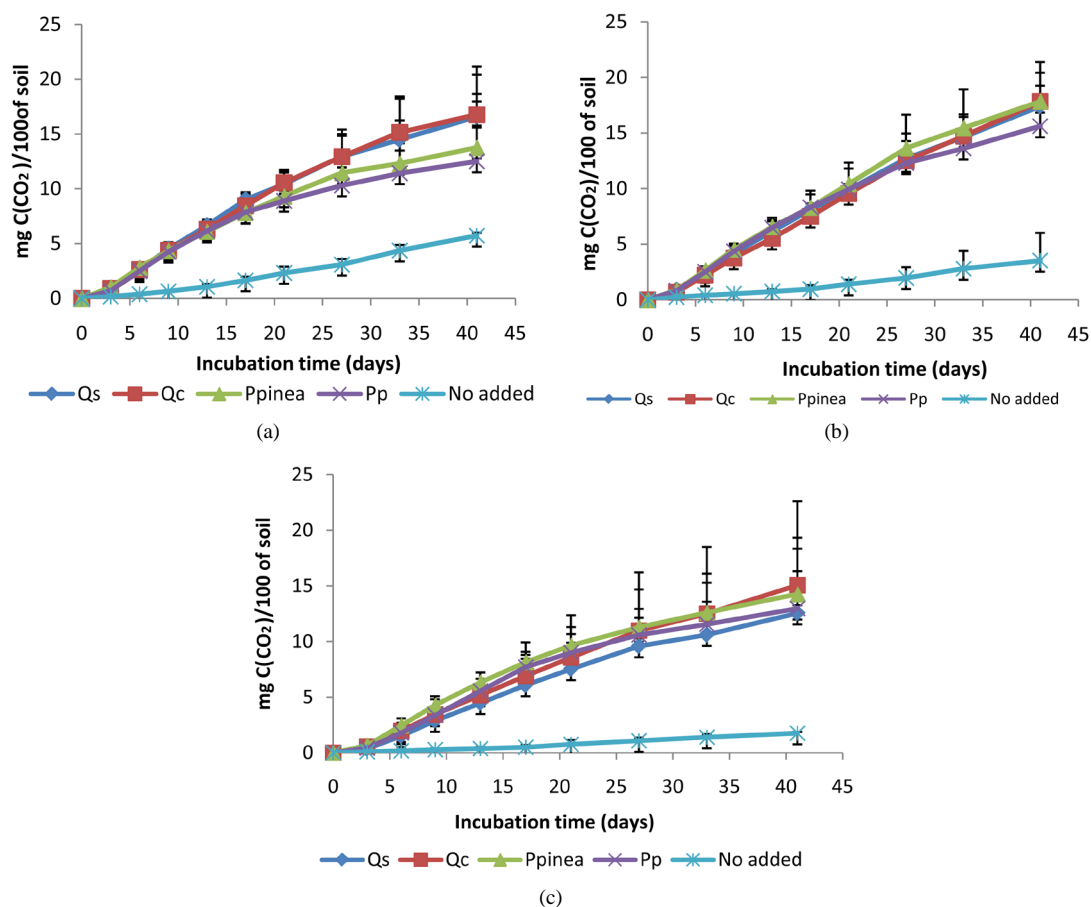 mg C(CO₂)/100of soil
25
20
15
10
5
0
0 5 10 15 20 25 30 35 40 45
Incubation time (days)
Qs Qc Ppinea Pp No added
(a)
mg C(CO₂)/100 of soil
25
20
15
10
5
0
0 5 10 15 20 25 30 35 40 45
Incubation time (days)
Qs Qc Ppinea Pp No added
(b)
mg C(CO₂)/100 of soil
25
20
15
10
5
0
0 5 10 15 20 25 30 35 40 45
Incubation time (days)
Qs Qc Ppinea Pp No added
(c)